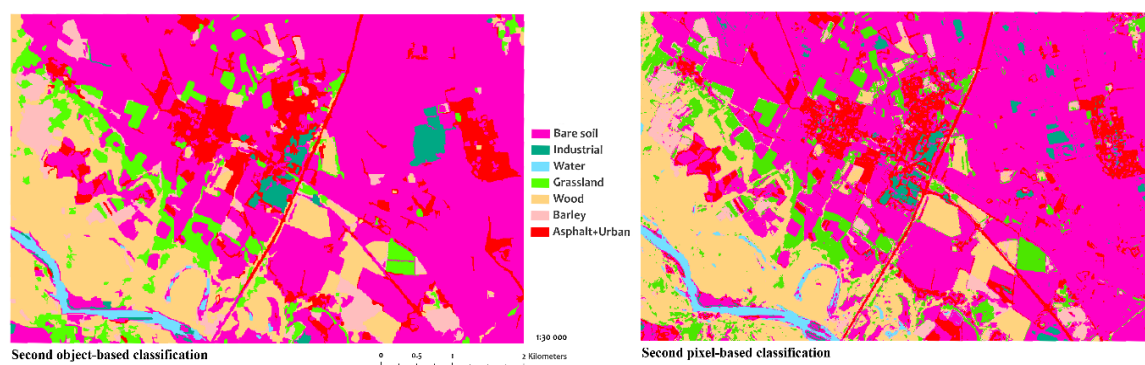 Bare soil
Industrial
Water
Grassland
Wood
Barley
Asphalt+Urban
1:30 000
Second object-based classification
0 0.5 1 2 Kilometers
Second pixel-based classification